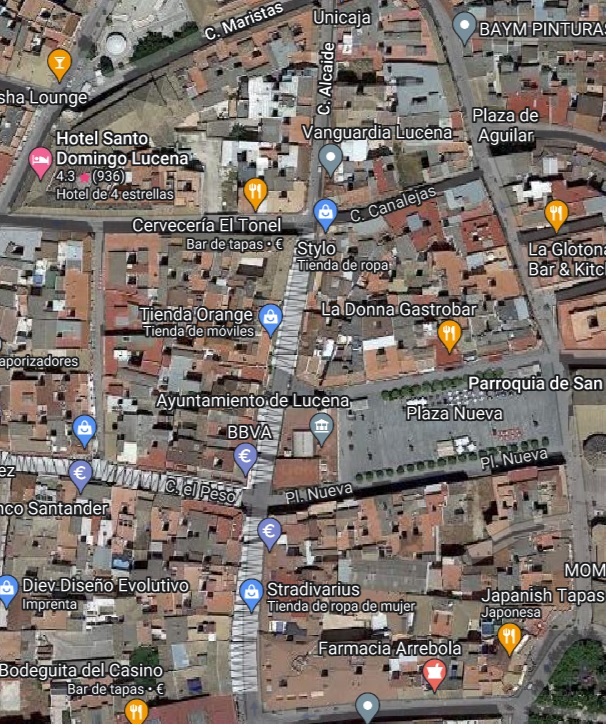 C. Maristas
Unicaja
BAYM PINTURAS
sha Lounge
C. Alcaide
Plaza de
Aguilar
Vanguardia Lucena
Hotel Santo
Domingo Lucena
4.3 ★ (936)
Hotel de 4 estrellas
C. Canalejas
Cervecería El Tonel
Bar de tapas • €
Stylo
Tienda de ropa
La Glotona
Bar & Kitc
Tienda Orange
Tienda de móviles
La Donna Gastrobar
aporizadores
Parroquia de San
Ayuntamiento de Lucena
Plaza Nueva
BBVA
Pl. Nueva
ez
C. el Peso
Pl. Nueva
nco Santander
MOM
Diev Diseño Evolutivo
Imprenta
Stradivarius
Tienda de ropa de mujer
Japanish Tapas
Japonesa
Farmacia Arrebola
Bodeguita del Casino
Bar de tapas • €